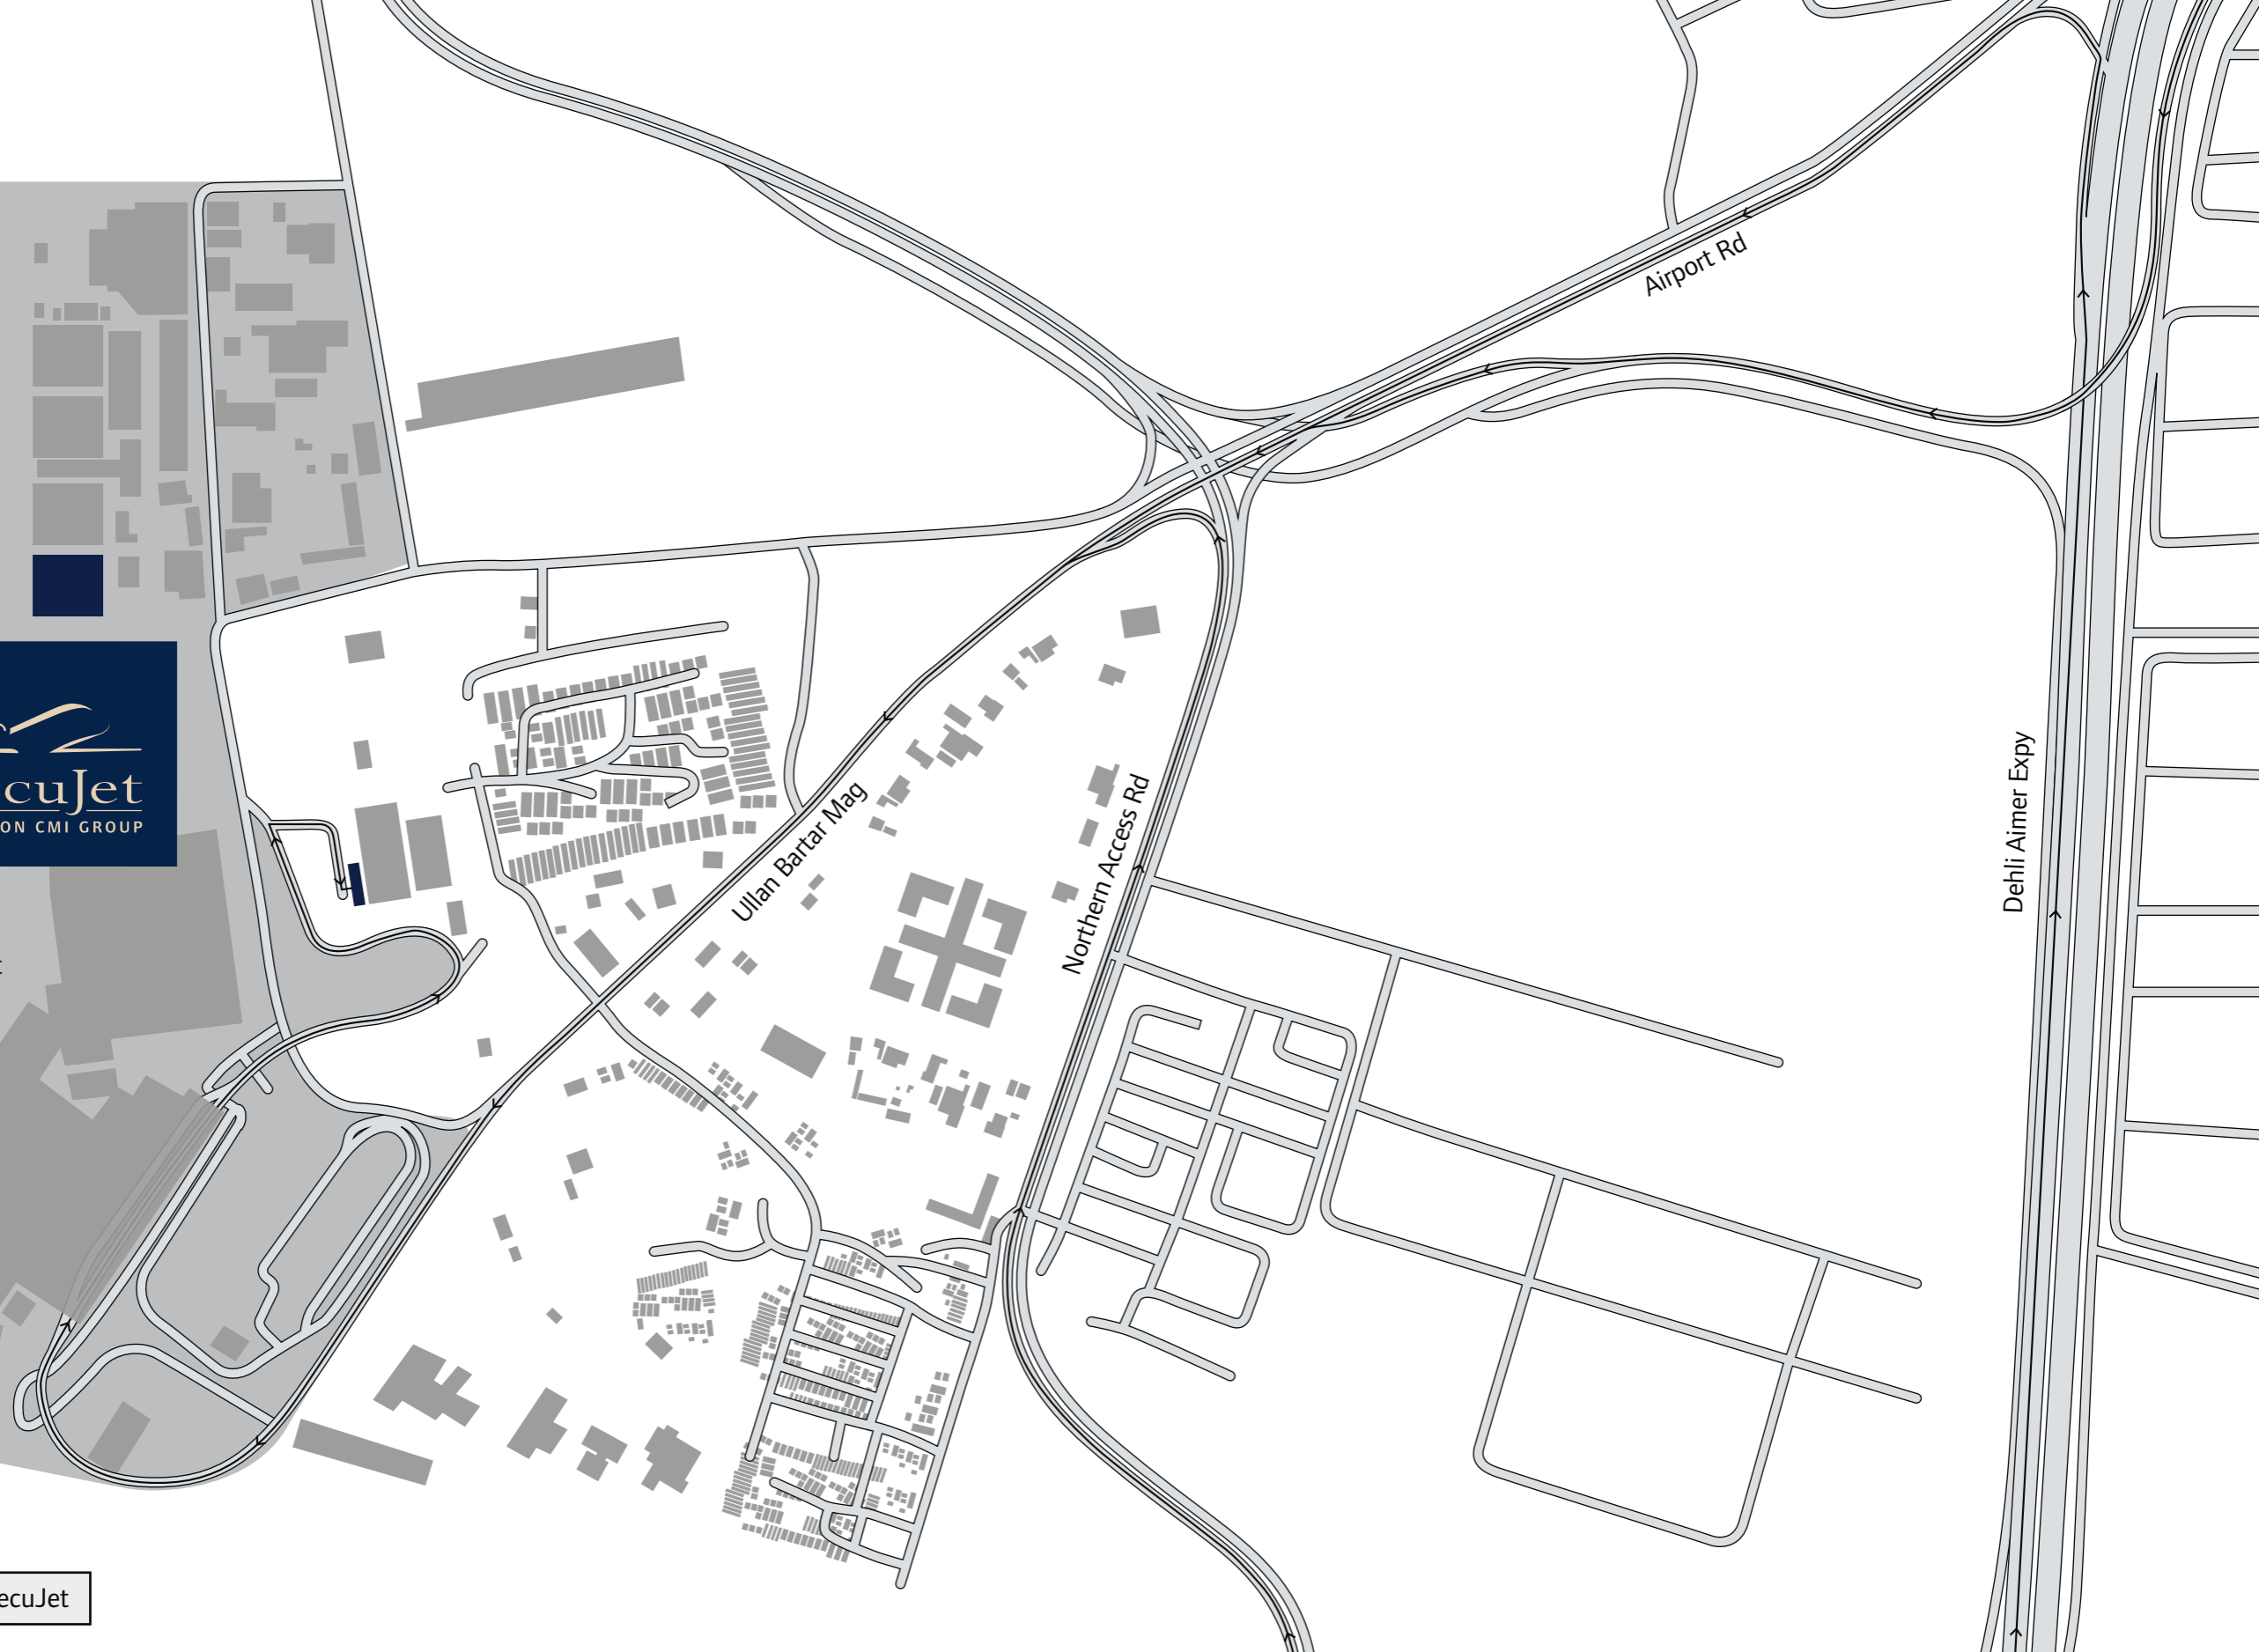 Airport Rd
cuJet
ON CMI GROUP
Ullan Bartar Mag
Northern Access Rd
Dehli Aimer Expy
ecuJet